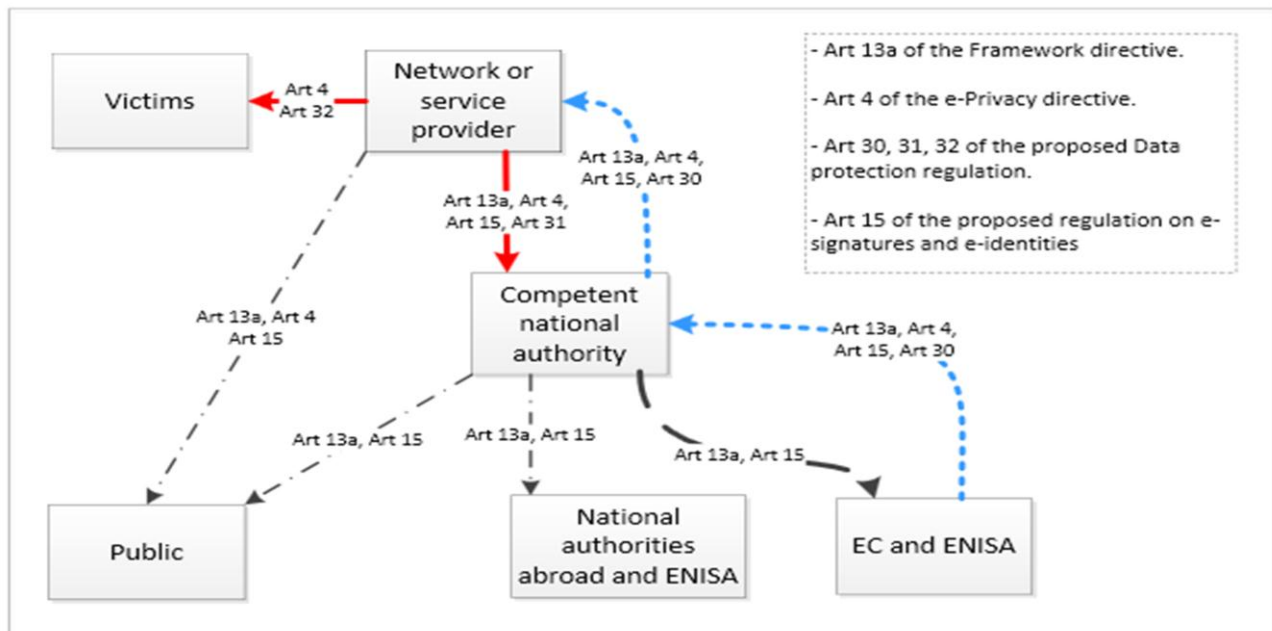 Victims
Art 4
Art 32
Network or
service
provider
- Art 13a of the Framework directive.
- Art 4 of the e-Privacy directive.
- Art 30, 31, 32 of the proposed Data
protection regulation.
- Art 15 of the proposed regulation on e-
signatures and e-identities
Art 13a, Art 4,
Art 15, Art 30
Art 13a, Art 4,
Art 15, Art 31
Art 13a, Art 4
Art 15
Competent
national
authority
Art 13a, Art 4,
Art 15, Art 30
Art 13a, Art 15
Art 13a, Art 15
Art 13a, Art 15
Public
National
authorities
abroad and ENISA
EC and ENISA